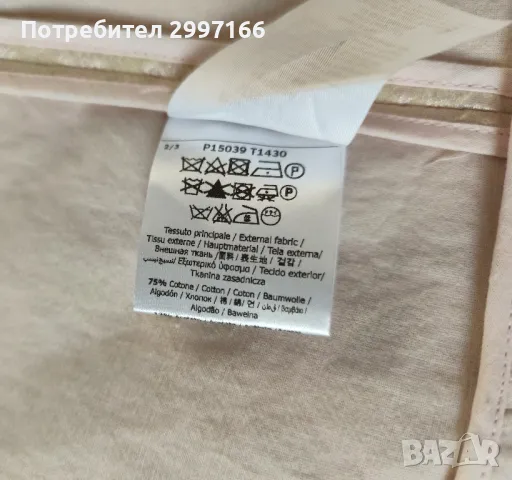 Потребител 2997166
2/3 P15039 T1430
Tessuto principale / External fabric /
Tissu externe / Hauptmaterial / Tela externa/
Внешняя ткань /面料/ 表生地/ 겉감 /
Εξωτερικό ύφασμα / Tecido exterior/
Tkanina zasadnicza
75% Cotone / Cotton / Coton / Baumwolle/
Algodón / Хлопок / 棉 / 綿 / 면 / قطن /
Algodão / Bawełna
BAZAR